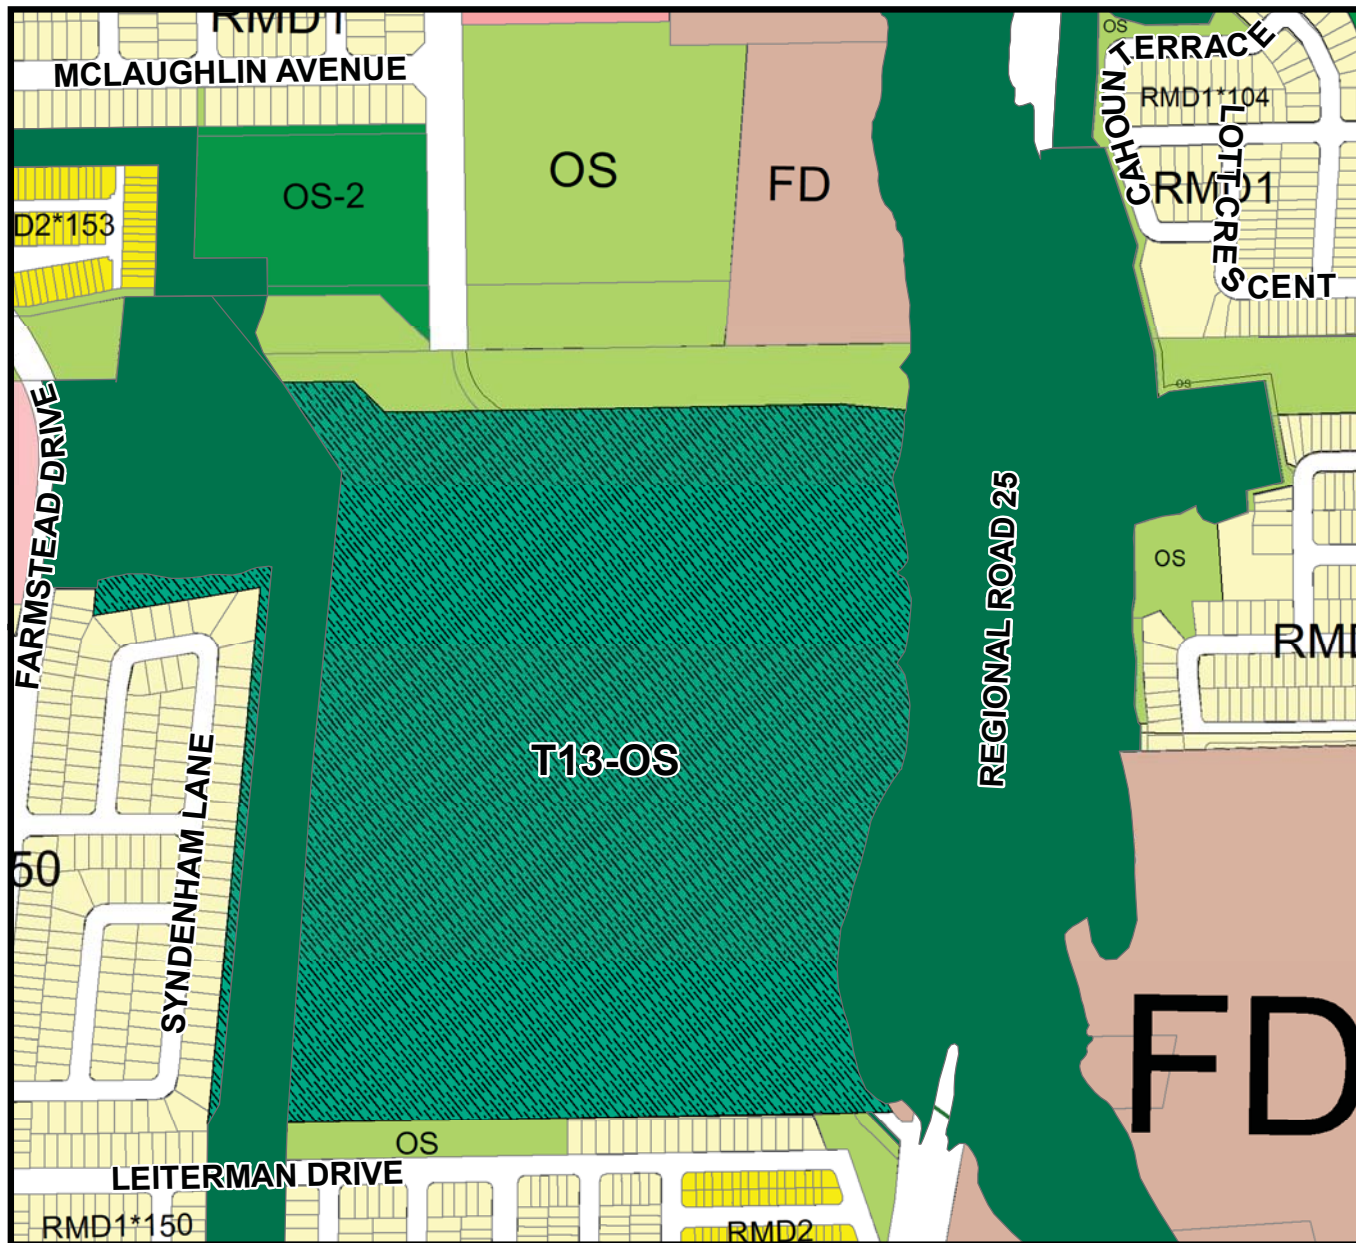 RMD1
MCLAUGHLIN AVENUE
OS
CAHOUN TERRACE
RMD1*104
LOTT CRESCENT
RMD1
OS
FD
OS-2
D2*153
OS
FARMSTEAD DRIVE
REGIONAL ROAD 25
OS
RMD
T13-OS
SYNDENHAM LANE
50
FD
OS
LEITERMAN DRIVE
RMD1*150
RMD2